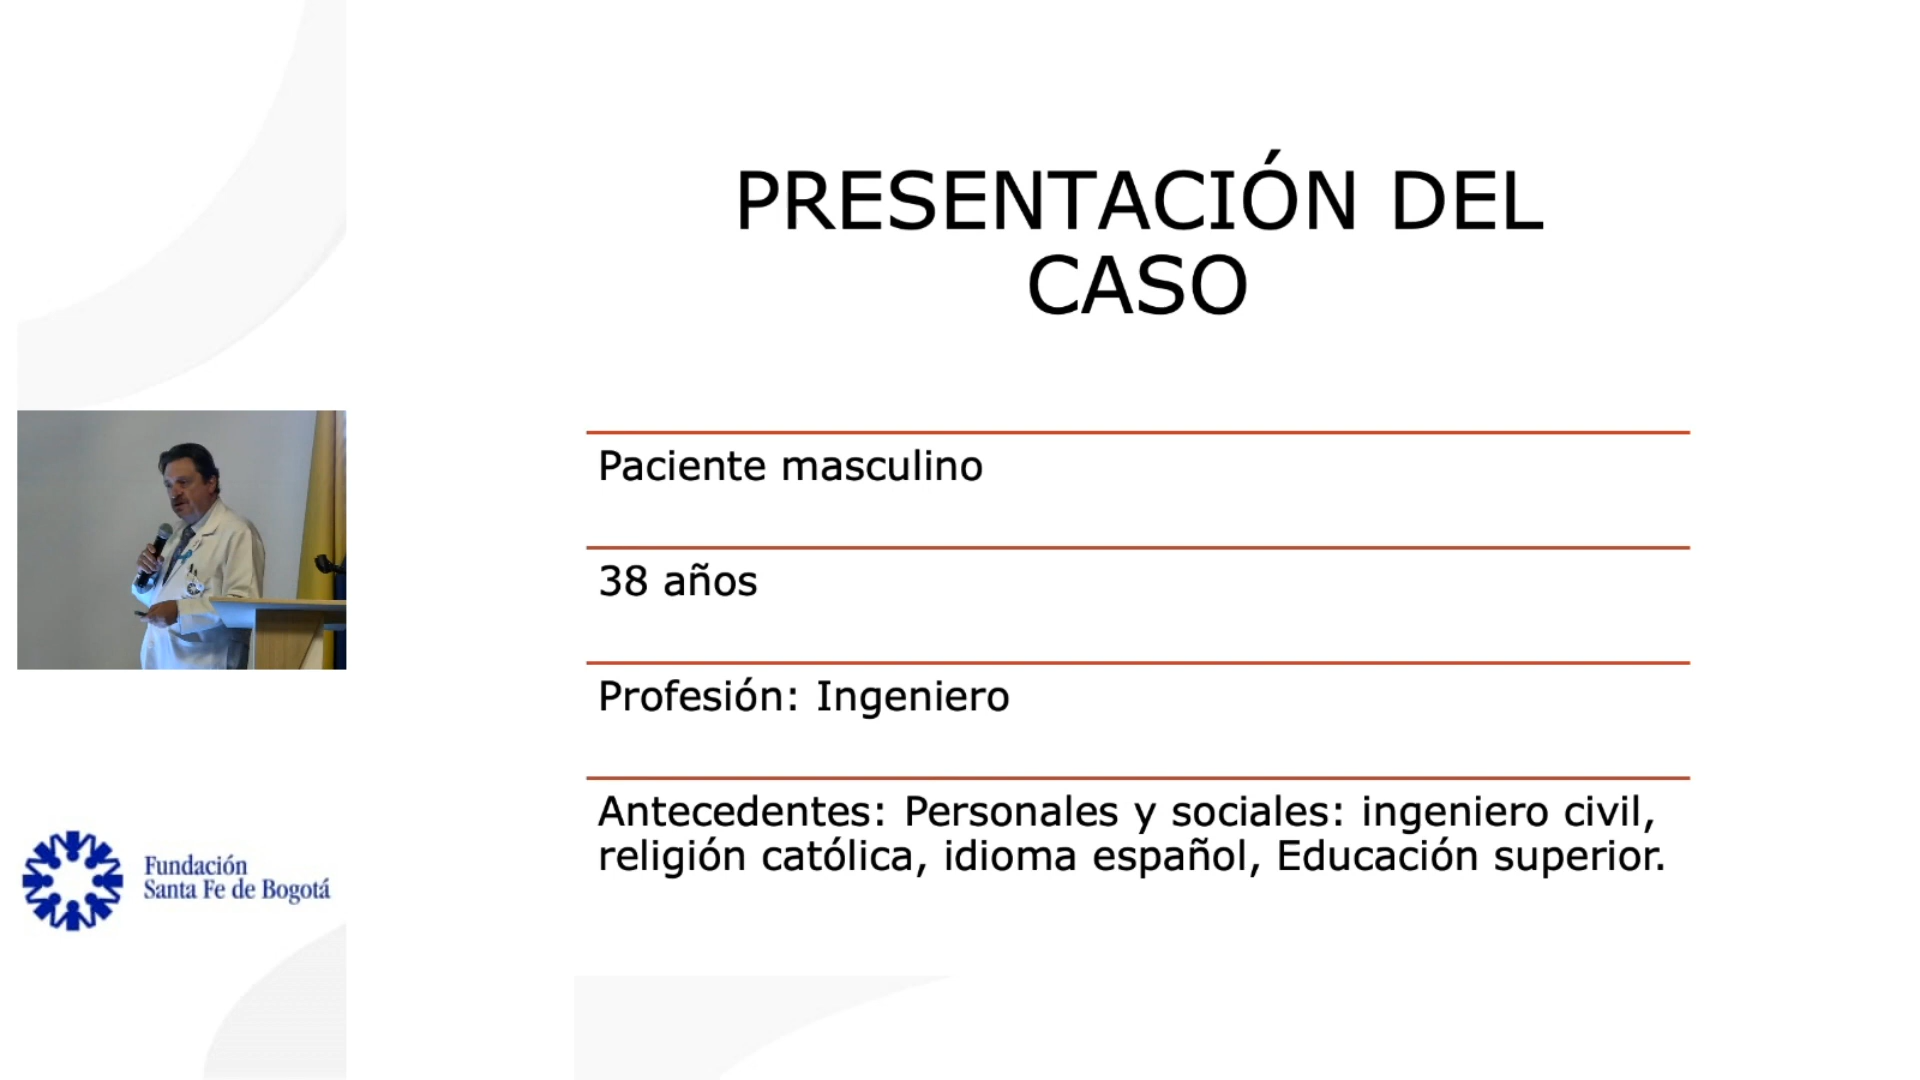 PRESENTACIÓN DEL
CASO
Paciente masculino
38 años
Profesión: Ingeniero
Antecedentes: Personales y sociales: ingeniero civil,
religión católica, idioma español, Educación superior.
Fundación
Santa Fe de Bogotá